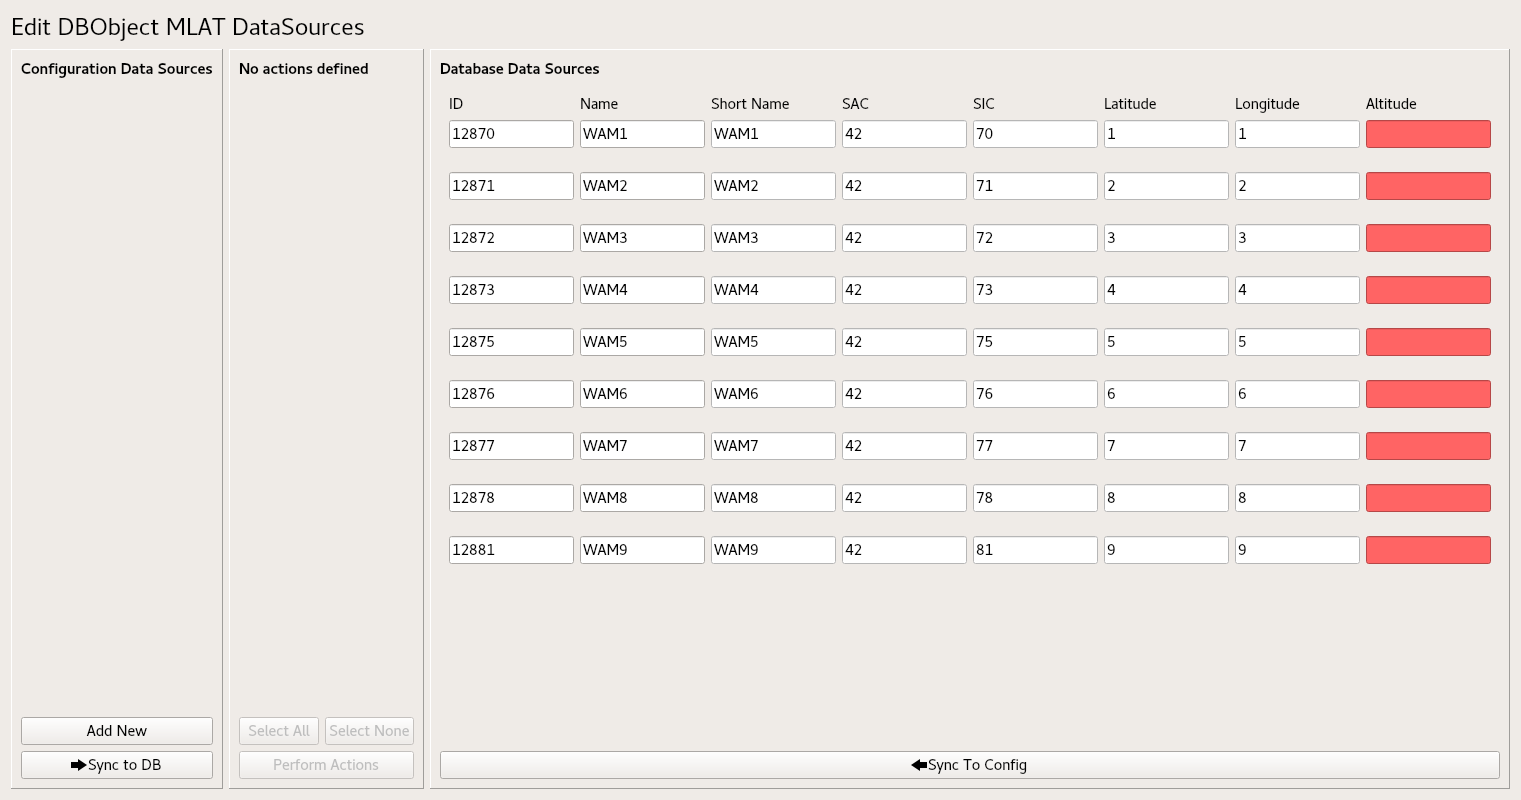 Edit DBObject MLAT DataSources
Configuration Data Sources
No actions defined
Database Data Sources
ID Name Short Name SAC SIC Latitude Longitude Altitude
12870 WAM1 WAM1 42 70 1 1
12871 WAM2 WAM2 42 71 2 2
12872 WAM3 WAM3 42 72 3 3
12873 WAM4 WAM4 42 73 4 4
12875 WAM5 WAM5 42 75 5 5
12876 WAM6 WAM6 42 76 6 6
12877 WAM7 WAM7 42 77 7 7
12878 WAM8 WAM8 42 78 8 8
12881 WAM9 WAM9 42 81 9 9
Add New
Select All Select None
Sync to DB
Perform Actions
Sync To Config